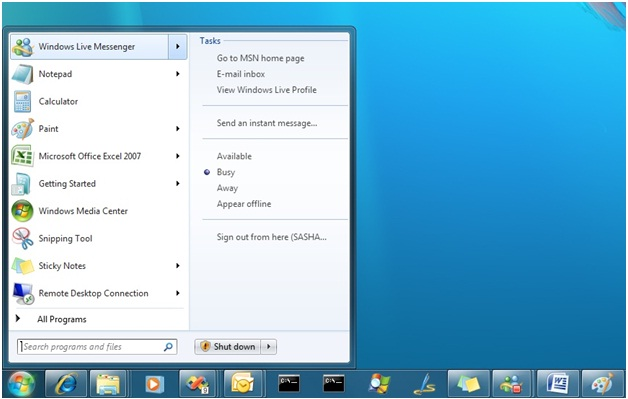 Windows Live Messenger
Notepad
Calculator
Paint
Microsoft Office Excel 2007
Getting Started
Windows Media Center
Snipping Tool
Sticky Notes
Remote Desktop Connection
All Programs
Search programs and files
Tasks
Go to MSN home page
E-mail inbox
View Windows Live Profile
Send an instant message...
Available
Busy
Away
Appear offline
Sign out from here (SASHA...
Shut down